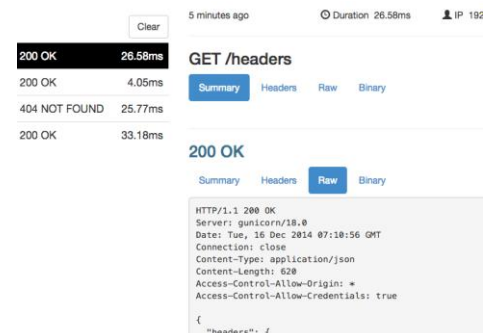 Clear
200 OK 26.58ms
200 OK 4.05ms
404 NOT FOUND 25.77ms
200 OK 33.18ms
5 minutes ago Duration 26.58ms IP 192
GET /headers
Summary Headers Raw Binary
200 OK
Summary Headers Raw Binary
HTTP/1.1 200 OK
Server: gunicorn/18.0
Date: Tue, 16 Dec 2014 07:10:56 GMT
Connection: close
Content-Type: application/json
Content-Length: 620
Access-Control-Allow-Origin: *
Access-Control-Allow-Credentials: true
{
"headers": {